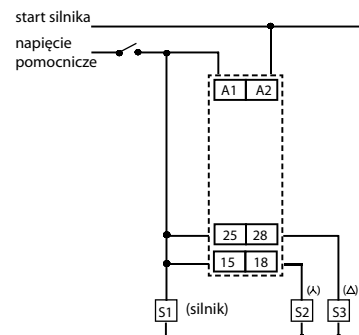 start silnika
napięcie
pomocnicze
A1 A2
25 28
15 18
(⅄) (Δ)
S1 (silnik) S2 S3